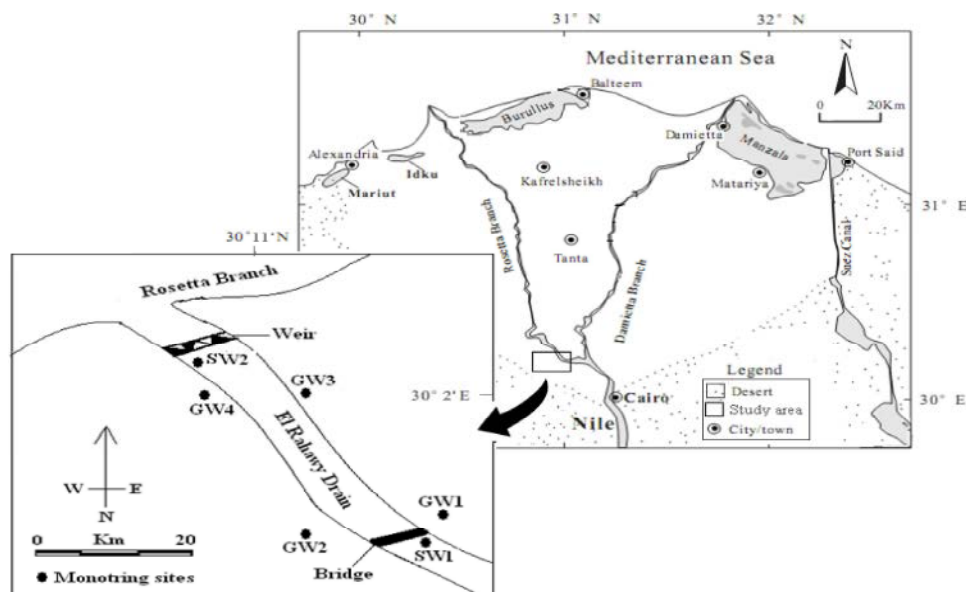 30° N
31° N
32° N
Mediterranean Sea
N
0 20Km
Balteem
Burullus
Damietta
Manzala
Port Said
Alexandria
Idku
Mariut
Kafrelsheikh
Matariya
31° E
Rosetta Branch
Tanta
Damietta Branch
Suez Canal
Legend
Desert
Study area
City/town
Cairo
Nile
30° E
30°11'N
Rosetta Branch
Weir
SW2
GW3
30° 2'E
GW4
El Rahawy Drain
W E
N
GW1
GW2
SW1
Bridge
0 Km 20
Monotring sites